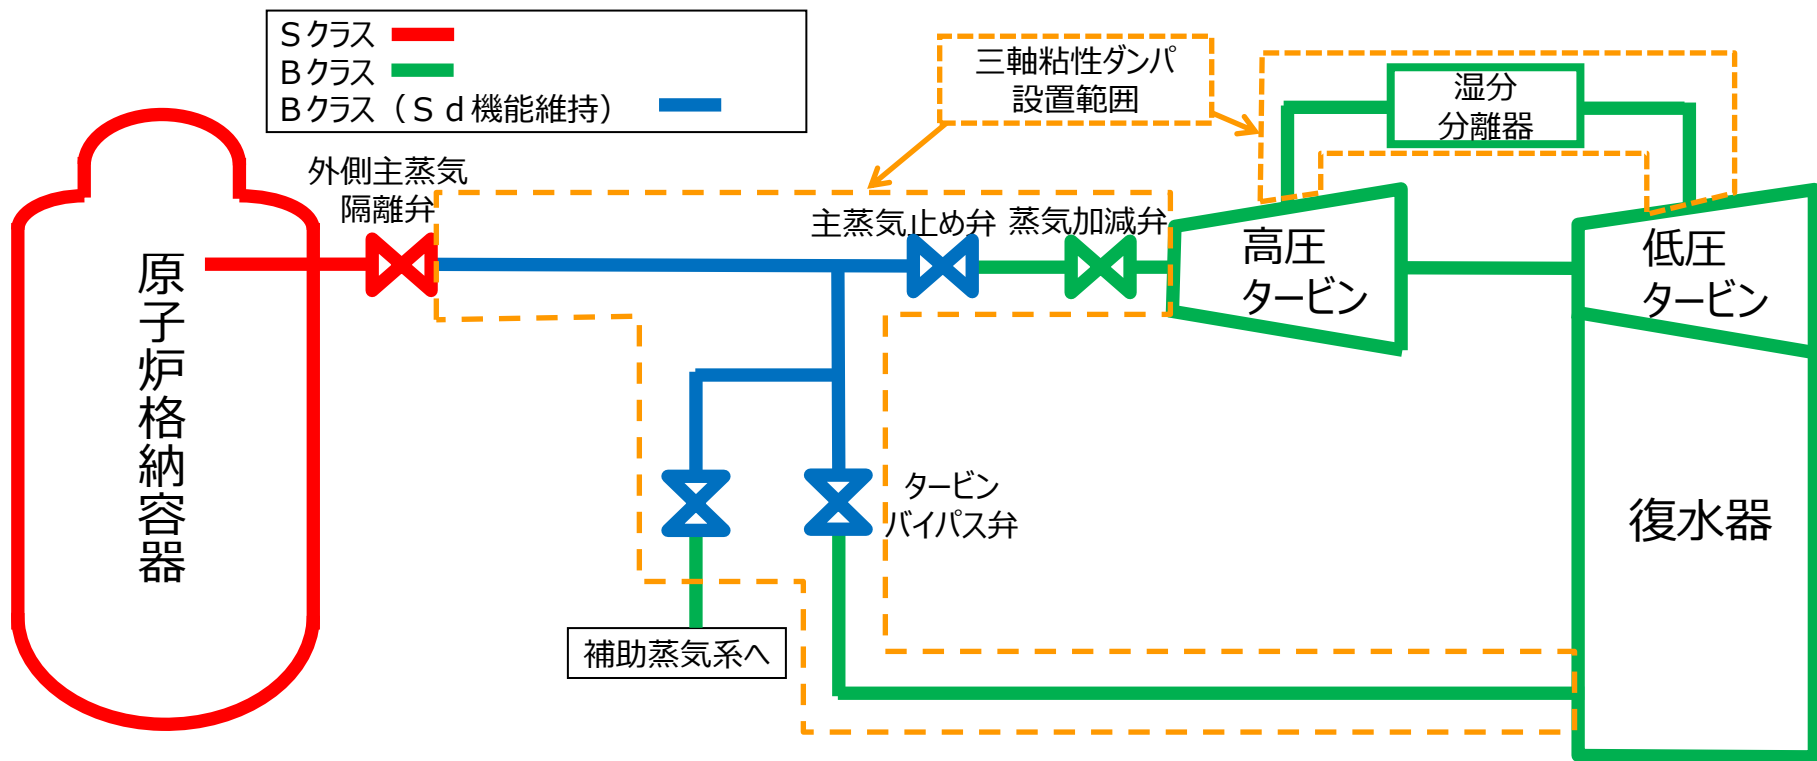 Ｓクラス
Ｂクラス
Ｂクラス（Ｓｄ機能維持）
三軸粘性ダンパ
設置範囲
湿分
分離器
外側主蒸気
隔離弁
主蒸気止め弁
蒸気加減弁
高圧
タービン
低圧
タービン
原子炉格納容器
タービン
バイパス弁
復水器
補助蒸気系へ